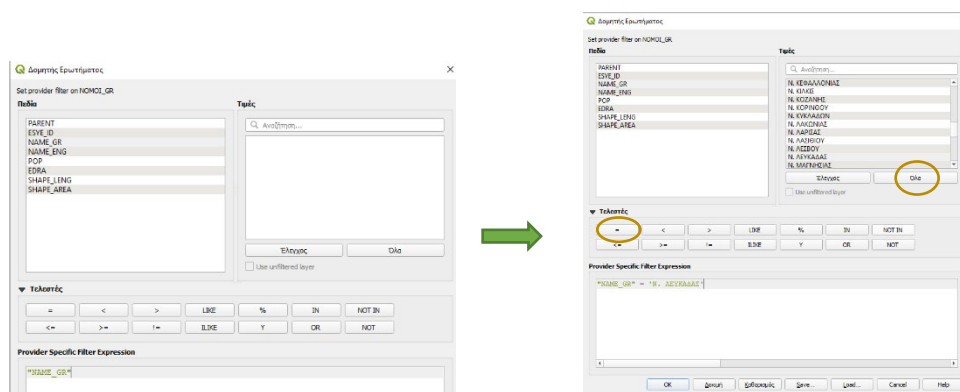 Δομητής Ερωτήματος
Set provider filter on NOMOI_GR
Πεδία
Τιμές
PARENT
ESYE_ID
NAME_GR
NAME_ENG
POP
EDRA
SHAPE_LENG
SHAPE_AREA
Αναζήτηση...
Έλεγχος
Όλα
Use unfiltered layer
Τελεστές
= < > LIKE % IN NOT IN
<= >= != ILIKE Υ OR NOT
Provider Specific Filter Expression
"NAME_GR"
Δομητής Ερωτήματος
Set provider filter on NOMOI_GR
Πεδία
Τιμές
PARENT
ESYE_ID
NAME_GR
NAME_ENG
POP
EDRA
SHAPE_LENG
SHAPE_AREA
Αναζήτηση...
Ν. ΚΕΦΑΛΛΟΝΙΑΣ
Ν. ΚΙΛΚΙΣ
Ν. ΚΟΖΑΝΗΣ
Ν. ΚΟΡΙΝΘΟΥ
Ν. ΚΥΚΛΑΔΩΝ
Ν. ΛΑΚΩΝΙΑΣ
Ν. ΛΑΡΙΣΑΣ
Ν. ΛΑΣΙΘΙΟΥ
Ν. ΛΕΣΒΟΥ
Ν. ΛΕΥΚΑΔΑΣ
Ν. ΜΑΓΝΗΣΙΑΣ
Έλεγχος
Όλα
Use unfiltered layer
Τελεστές
= < > LIKE % IN NOT IN
<= >= != ILIKE Υ OR NOT
Provider Specific Filter Expression
"NAME_GR" = 'Ν. ΛΕΥΚΑΔΑΣ'
OK Δοκιμή Καθαρισμός Save... Load... Cancel Help